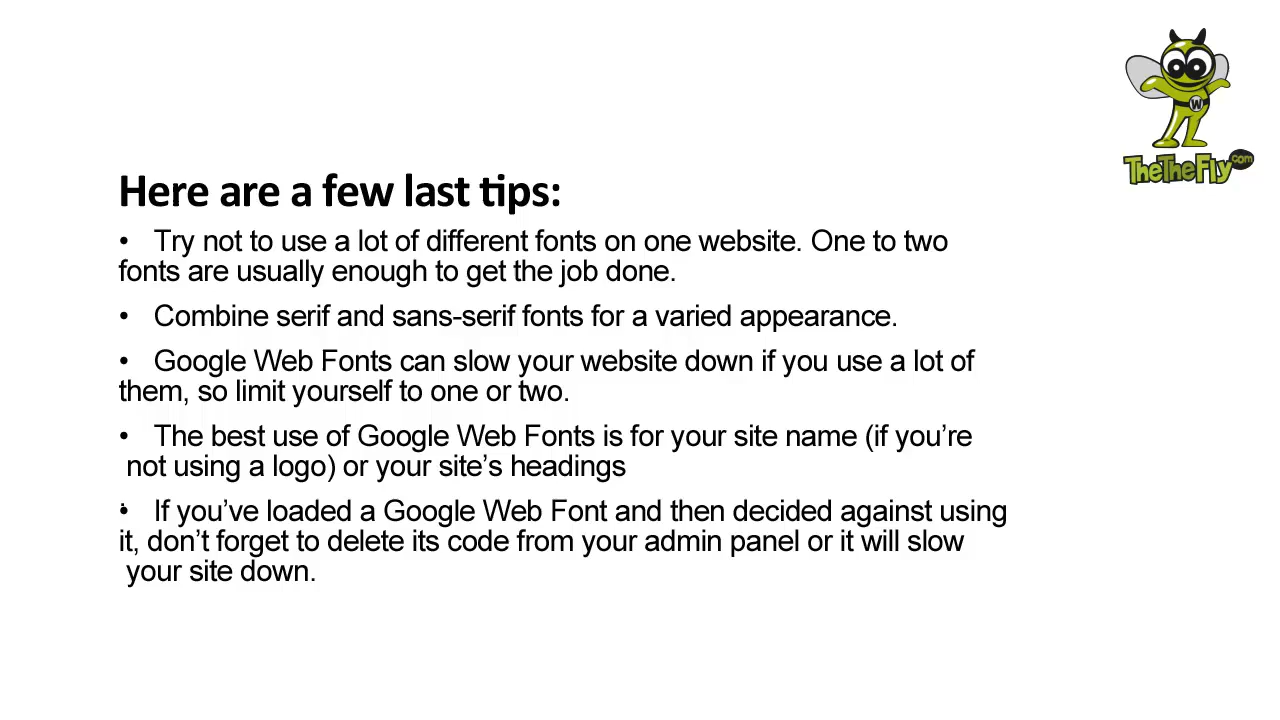 W
TheTheFly.com
Here are a few last tips:
• Try not to use a lot of different fonts on one website. One to two
fonts are usually enough to get the job done.
• Combine serif and sans-serif fonts for a varied appearance.
• Google Web Fonts can slow your website down if you use a lot of
them, so limit yourself to one or two.
• The best use of Google Web Fonts is for your site name (if you’re
not using a logo) or your site’s headings
• If you’ve loaded a Google Web Font and then decided against using
it, don’t forget to delete its code from your admin panel or it will slow
your site down.